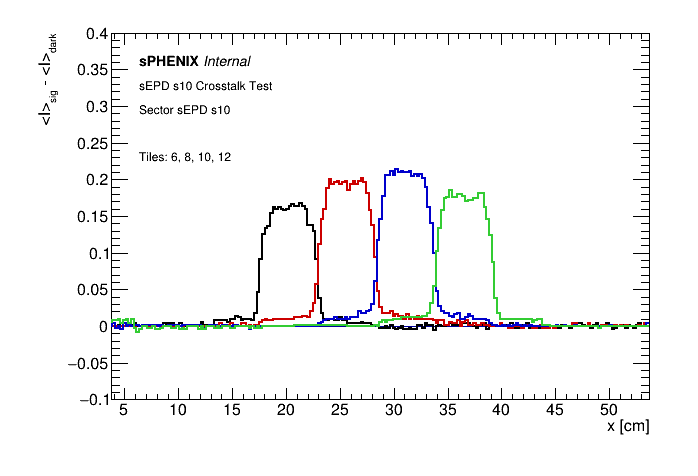 <I>sig - <I>dark
0.4
0.35
0.3
0.25
0.2
0.15
0.1
0.05
0
−0.05
−0.1
sPHENIX Internal
sEPD s10 Crosstalk Test
Sector sEPD s10
Tiles: 6, 8, 10, 12
5 10 15 20 25 30 35 40 45 50
x [cm]